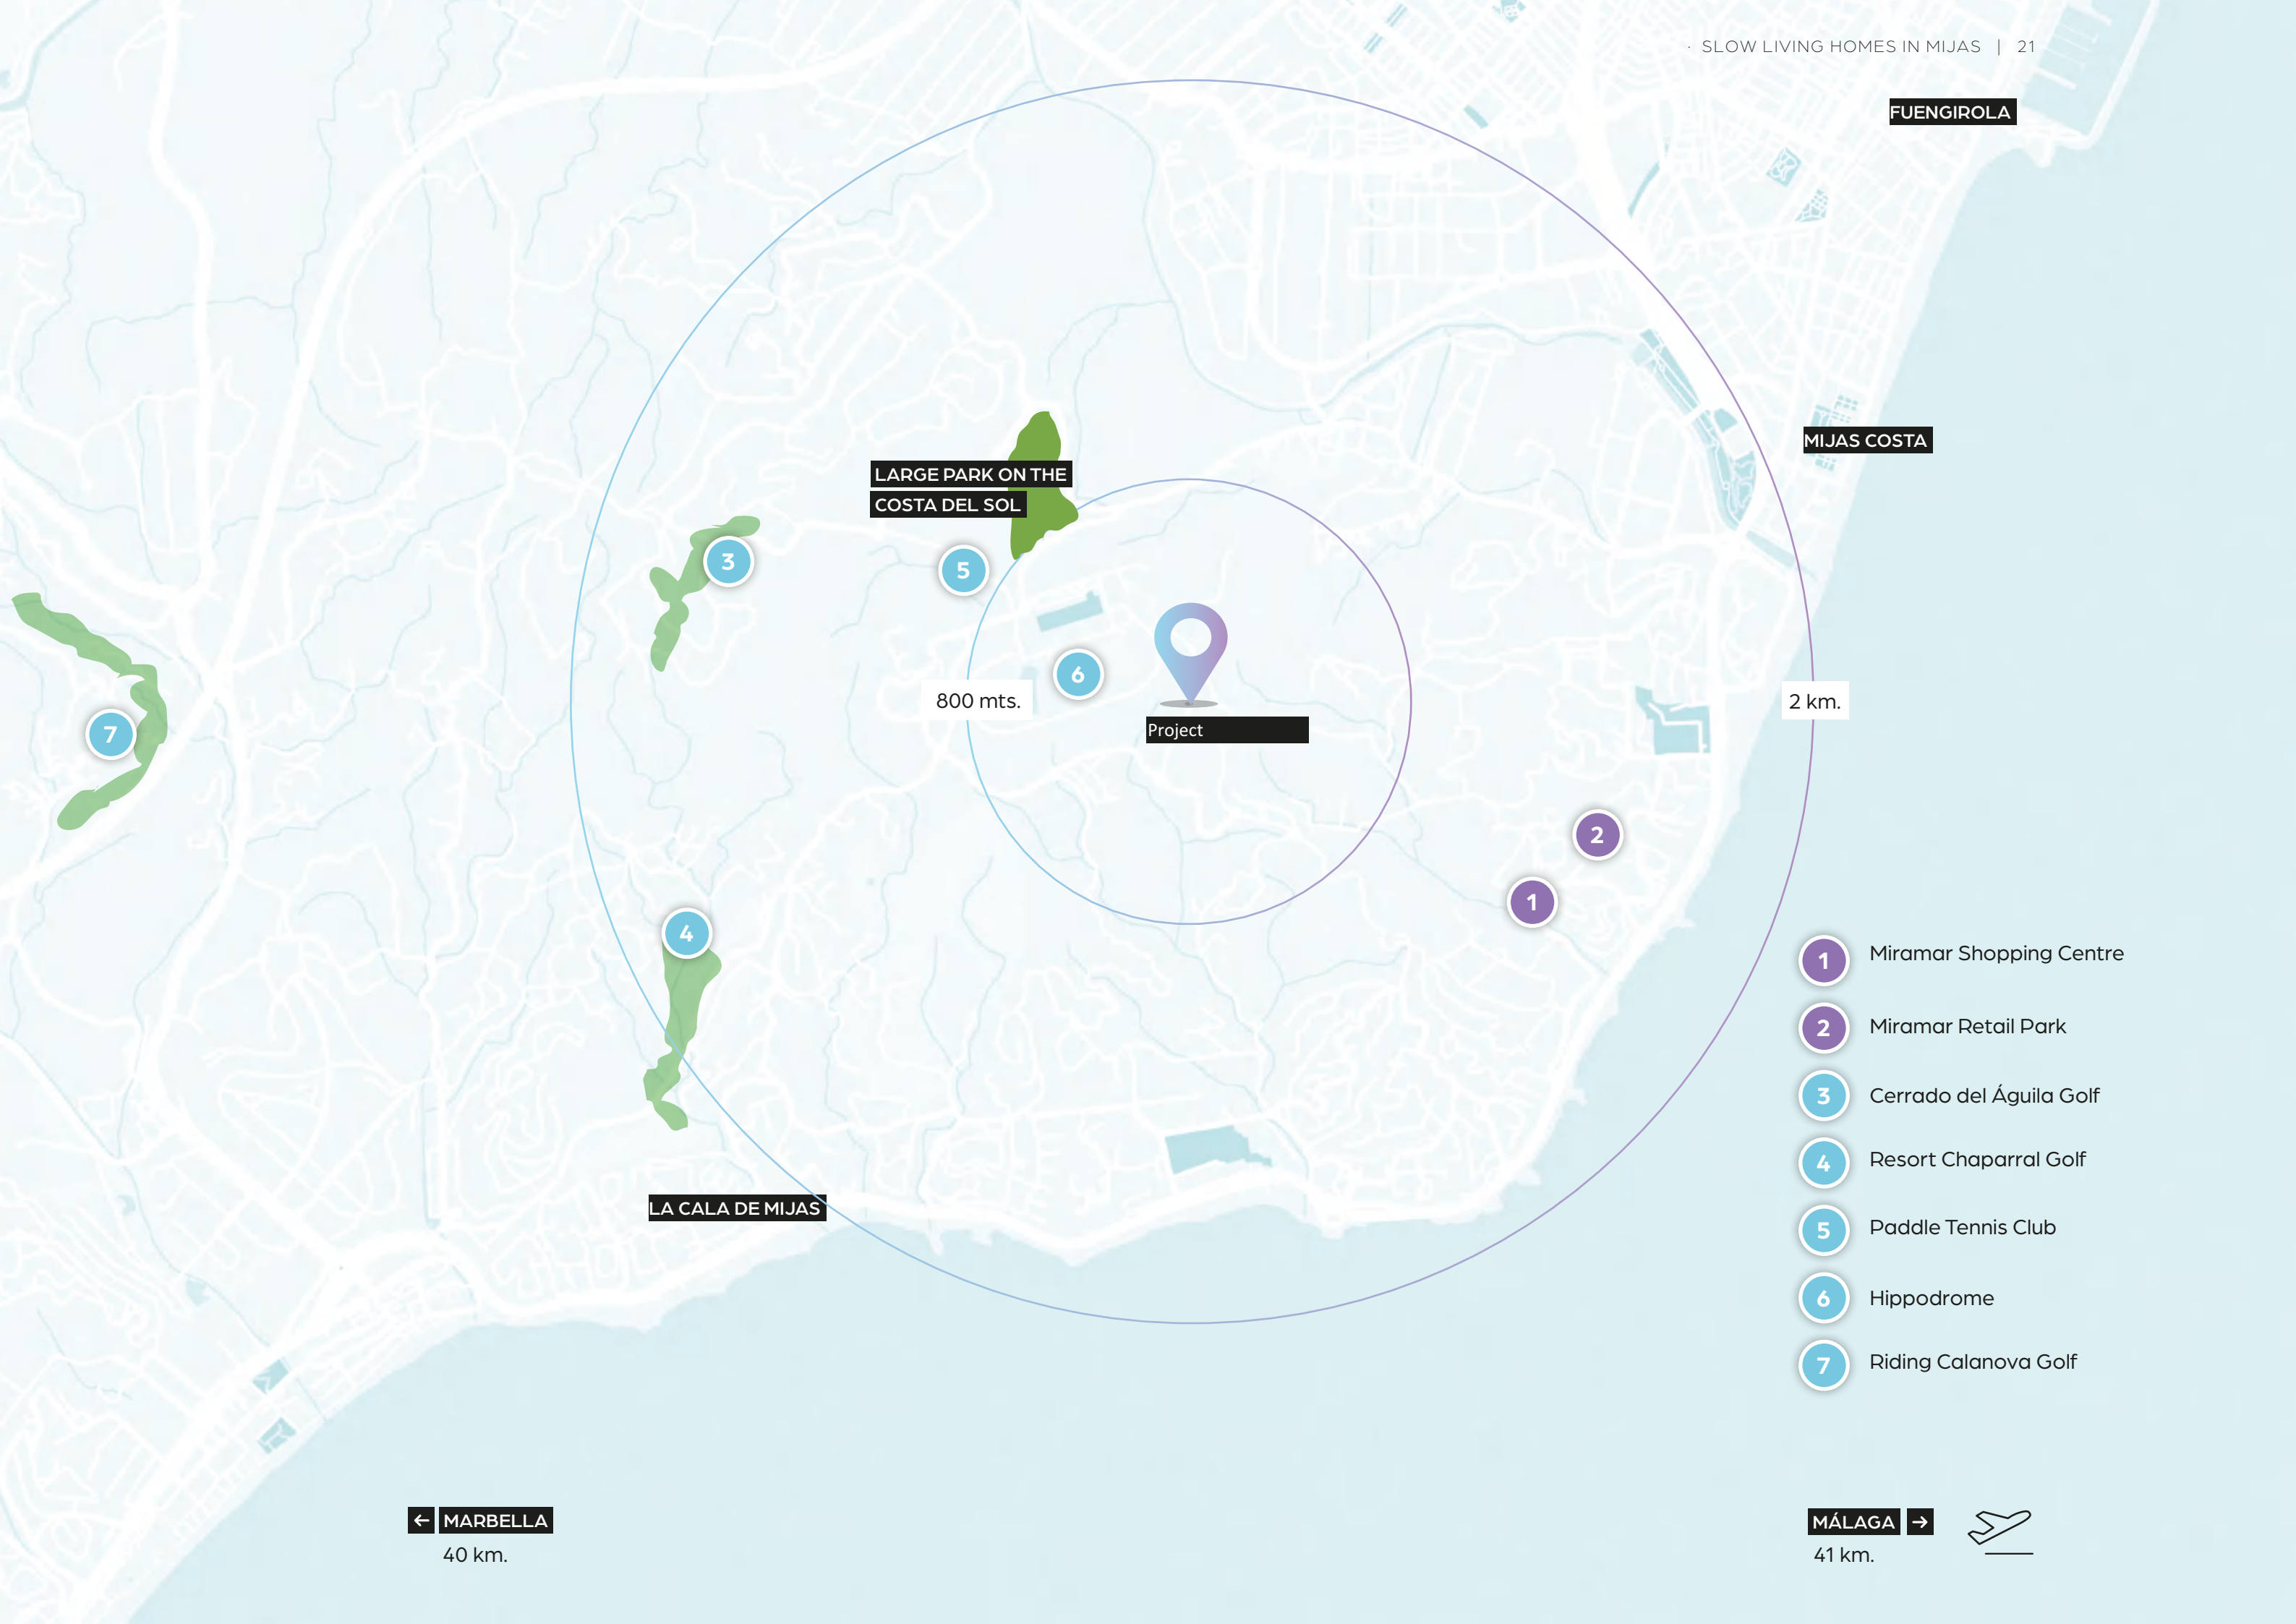 · SLOW LIVING HOMES IN MIJAS | 21
FUENGIROLA
MIJAS COSTA
LARGE PARK ON THE
COSTA DEL SOL
3
5
6
7
800 mts.
2 km.
Project
2
1
4
LA CALA DE MIJAS
1 Miramar Shopping Centre
2 Miramar Retail Park
3 Cerrado del Águila Golf
4 Resort Chaparral Golf
5 Paddle Tennis Club
6 Hippodrome
7 Riding Calanova Golf
← MARBELLA
40 km.
MÁLAGA →
41 km.